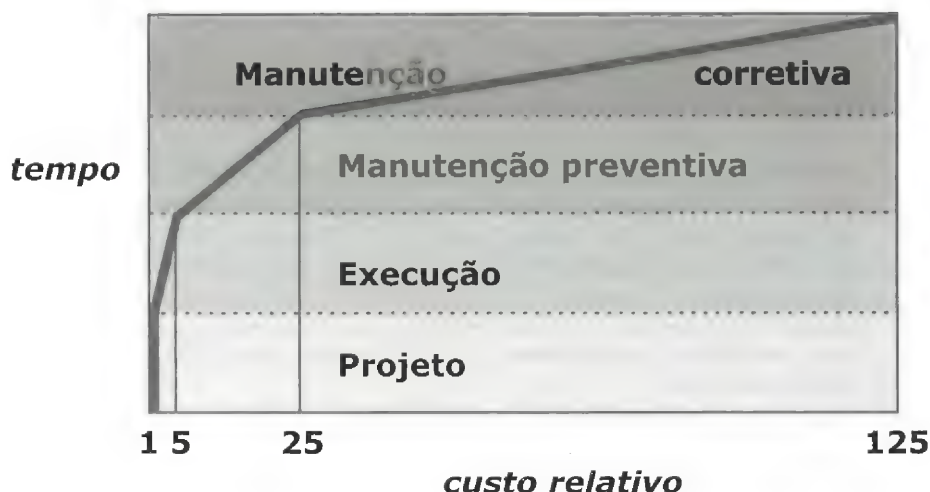 Manutenção corretiva
tempo
Manutenção preventiva
Execução
Projeto
1 5 25 125
custo relativo